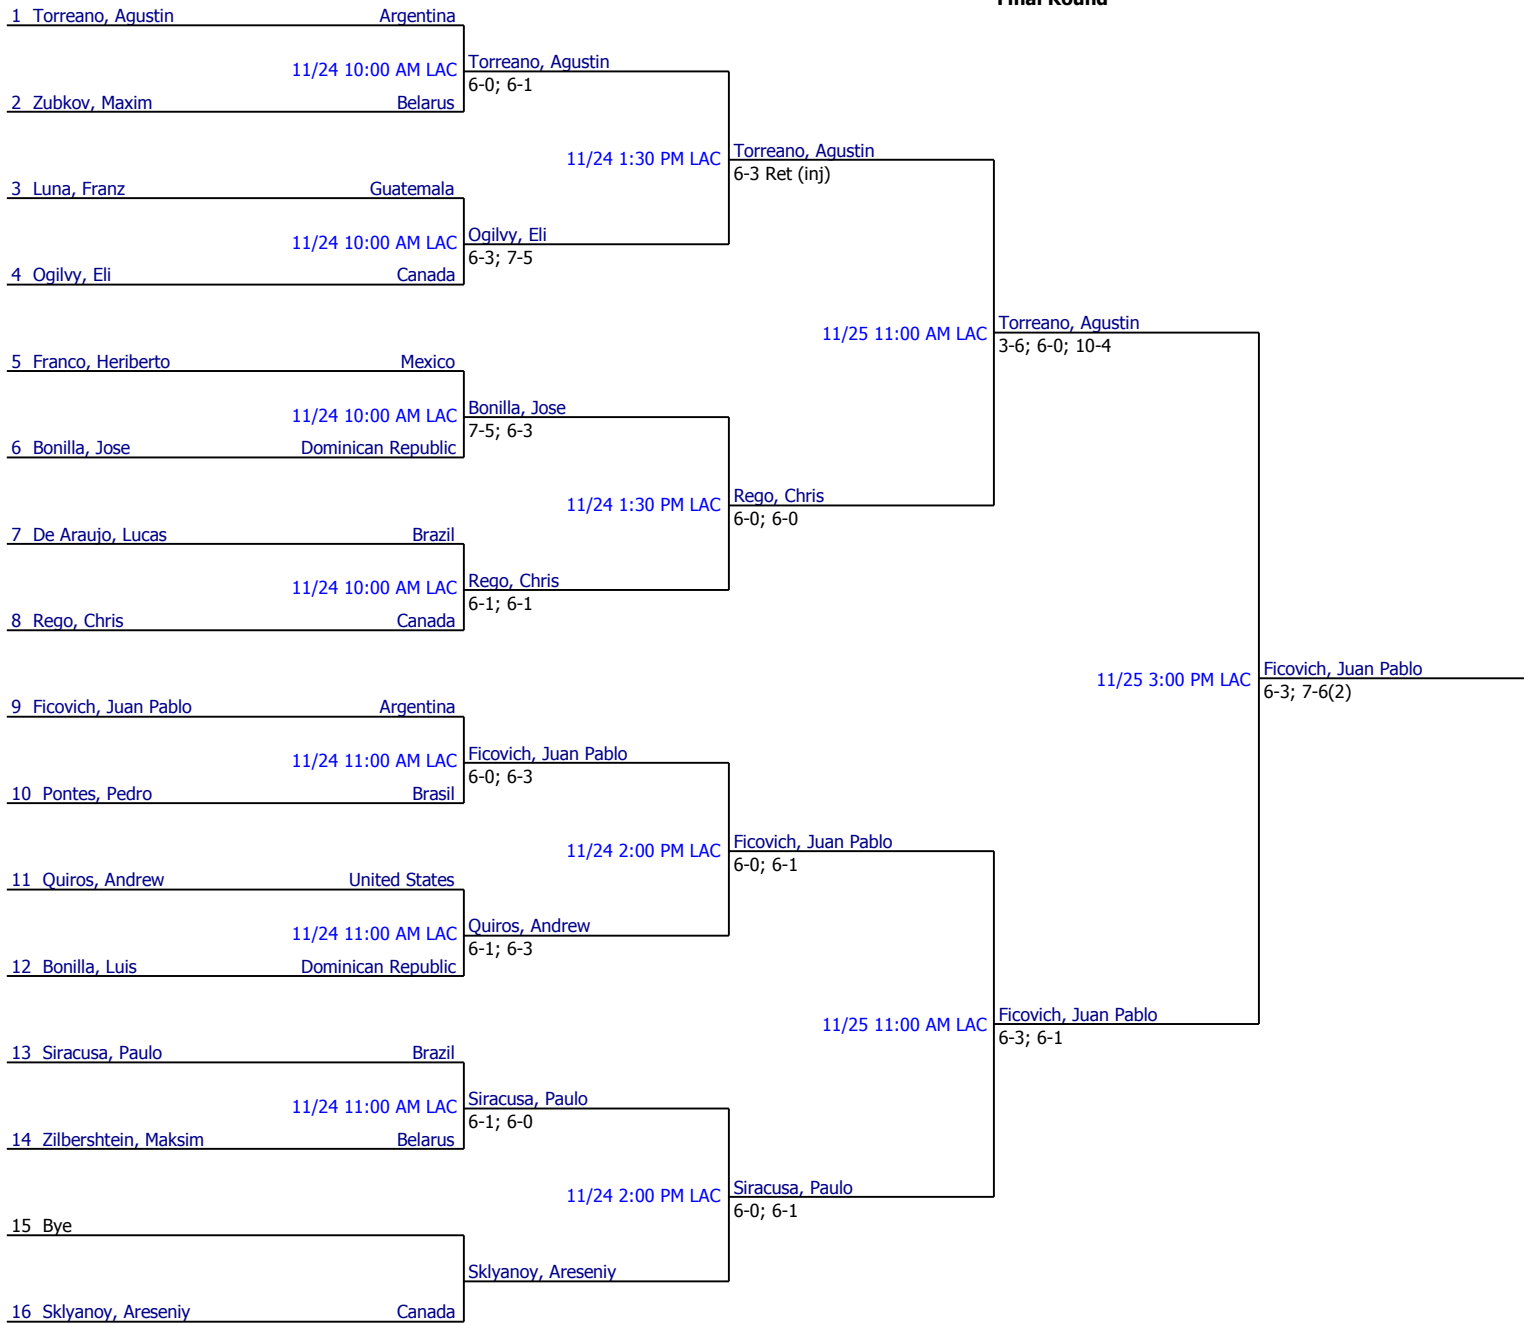 Final Round
1 Torreano, Agustin Argentina
11/24 10:00 AM LAC Torreano, Agustin
6-0; 6-1
2 Zubkov, Maxim Belarus
11/24 1:30 PM LAC Torreano, Agustin
6-3 Ret (inj)
3 Luna, Franz Guatemala
11/24 10:00 AM LAC Ogilvy, Eli
6-3; 7-5
4 Ogilvy, Eli Canada
11/25 11:00 AM LAC Torreano, Agustin
3-6; 6-0; 10-4
5 Franco, Heriberto Mexico
11/24 10:00 AM LAC Bonilla, Jose
7-5; 6-3
6 Bonilla, Jose Dominican Republic
11/24 1:30 PM LAC Rego, Chris
6-0; 6-0
7 De Araujo, Lucas Brazil
11/24 10:00 AM LAC Rego, Chris
6-1; 6-1
8 Rego, Chris Canada
11/25 3:00 PM LAC Ficovich, Juan Pablo
6-3; 7-6(2)
9 Ficovich, Juan Pablo Argentina
11/24 11:00 AM LAC Ficovich, Juan Pablo
6-0; 6-3
10 Pontes, Pedro Brasil
11/24 2:00 PM LAC Ficovich, Juan Pablo
6-0; 6-1
11 Quiros, Andrew United States
11/24 11:00 AM LAC Quiros, Andrew
6-1; 6-3
12 Bonilla, Luis Dominican Republic
11/25 11:00 AM LAC Ficovich, Juan Pablo
6-3; 6-1
13 Siracusa, Paulo Brazil
11/24 11:00 AM LAC Siracusa, Paulo
6-1; 6-0
14 Zilbershtein, Maksim Belarus
11/24 2:00 PM LAC Siracusa, Paulo
6-0; 6-1
15 Bye
Sklyanoy, Areseniy
16 Sklyanoy, Areseniy Canada